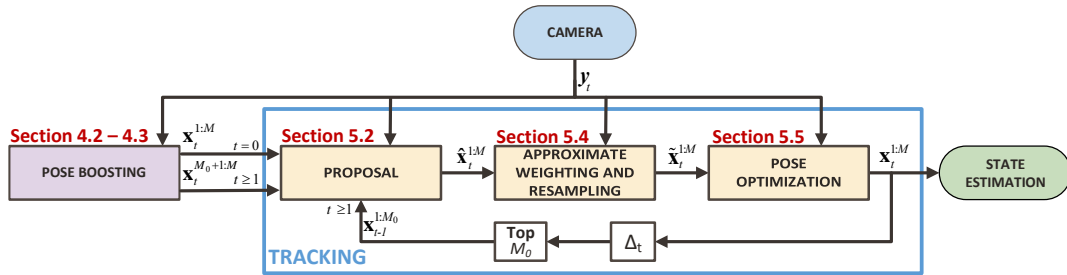 CAMERA
y_t
Section 4.2 – 4.3
x_t^{1:M}
t=0
Section 5.2
Section 5.4
Section 5.5
POSE BOOSTING
x_t^{M_0+1:M}
t≥1
PROPOSAL
x̂_t^{1:M}
APPROXIMATE
WEIGHTING AND
RESAMPLING
x̃_t^{1:M}
POSE
OPTIMIZATION
x_t^{1:M}
STATE
ESTIMATION
t≥1
x_{t-1}^{1:M_0}
Top
M_0
Δ_t
TRACKING